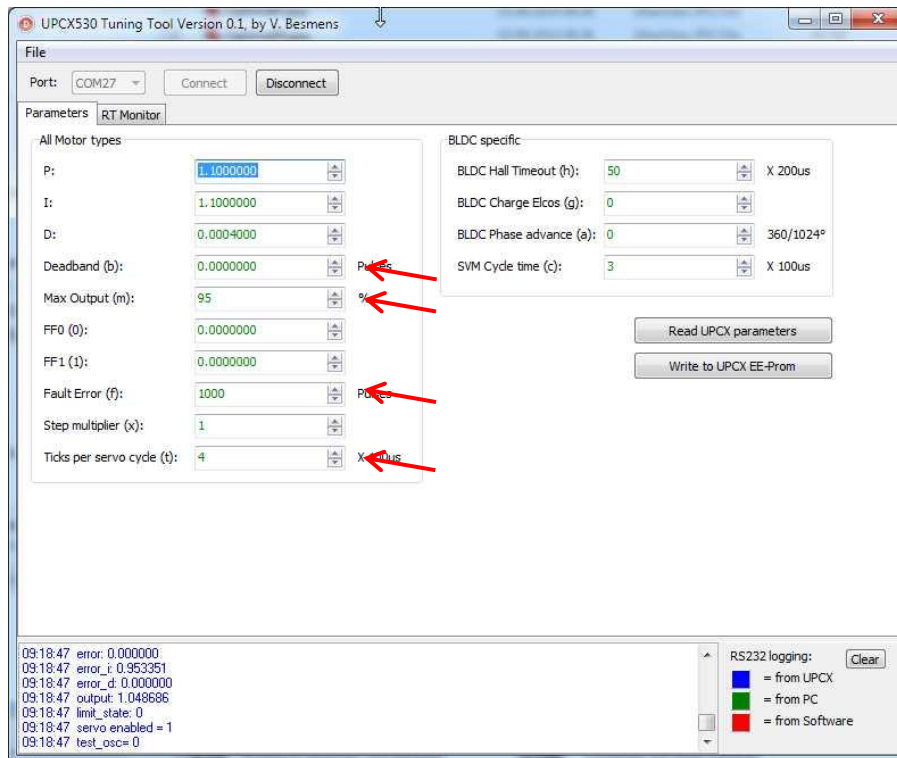 UPCX530 Tuning Tool Version 0.1, by V. Besmens
File
Port: COM27 Connect Disconnect
Parameters RT Monitor
All Motor types
P: 1.1000000
I: 1.1000000
D: 0.0004000
Deadband (b): 0.0000000 Pulses
Max Output (m): 95 %
FF0 (0): 0.0000000
FF1 (1): 0.0000000
Fault Error (f): 1000 Pulses
Step multiplier (x): 1
Ticks per servo cycle (t): 4 X 100us
BLDC specific
BLDC Hall Timeout (h): 50 X 200us
BLDC Charge Elcos (g): 0
BLDC Phase advance (a): 0 360/1024°
SVM Cycle time (c): 3 X 100us
Read UPCX parameters
Write to UPCX EE-Prom
09:18:47 error: 0.000000
09:18:47 error_i: 0.953351
09:18:47 error_d: 0.000000
09:18:47 output: 1.048686
09:18:47 limit_state: 0
09:18:47 servo enabled = 1
09:18:47 test_osc= 0
RS232 logging: Clear
= from UPCX
= from PC
= from Software